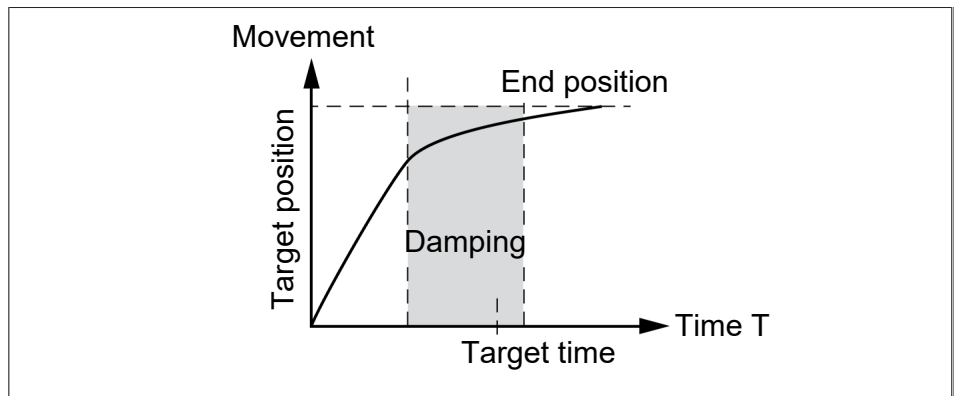 Movement
End position
Target position
Damping
Time T
Target time